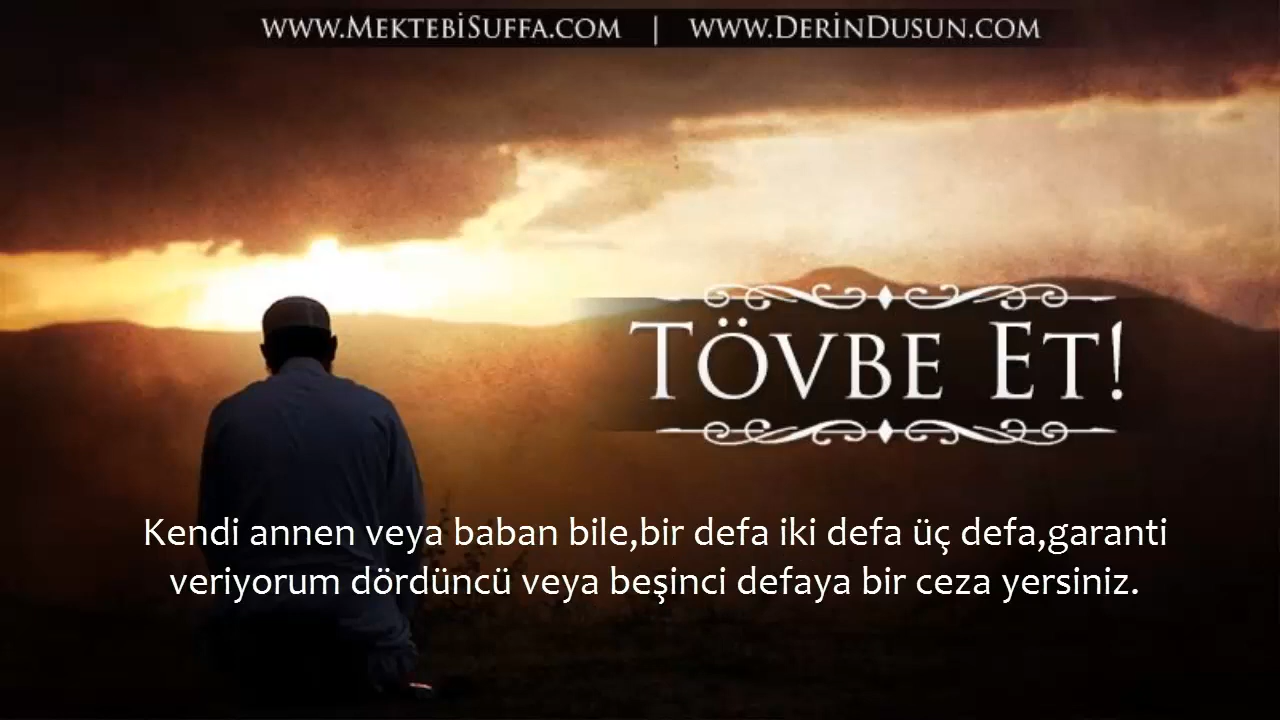 www.MektebiSuffa.com | www.DerinDusun.com
Tövbe Et!
Kendi annen veya baban bile,bir defa iki defa üç defa,garanti
veriyorum dördüncü veya beşinci defaya bir ceza yersiniz.